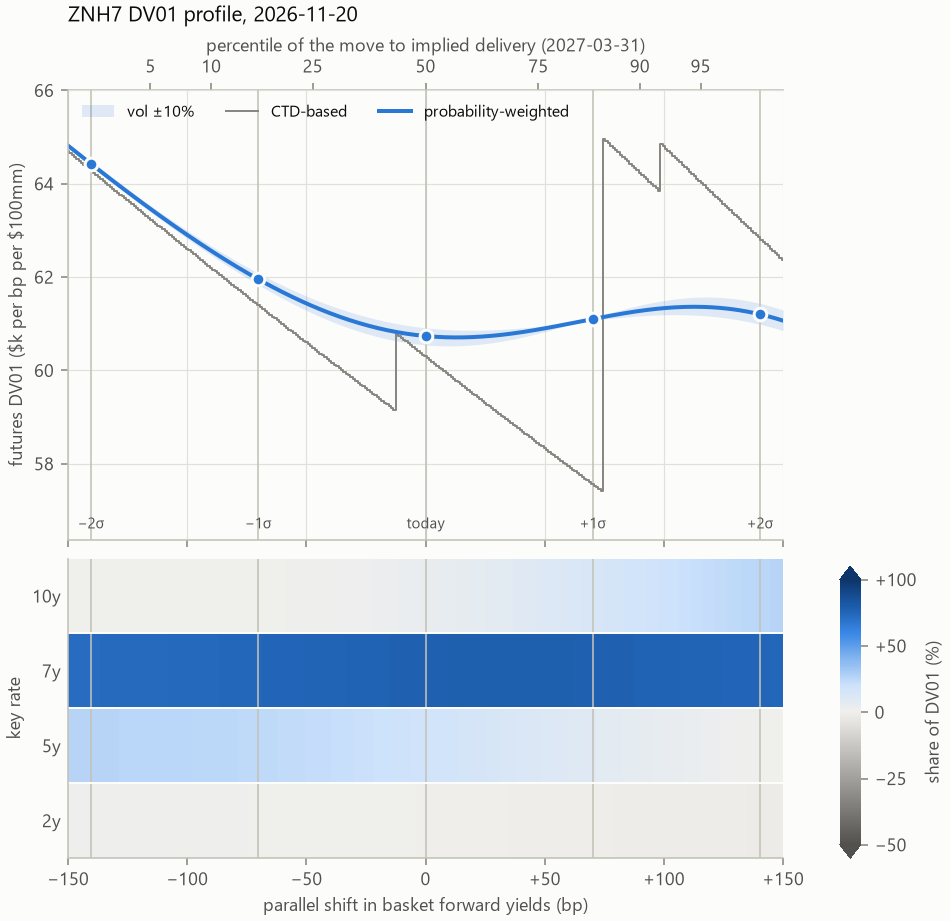 ZNH7 DV01 profile, 2026-11-20
percentile of the move to implied delivery (2027-03-31)
5 10 25 50 75 90 95
66
vol ±10% CTD-based probability-weighted
64
62
60
58
futures DV01 ($k per bp per $100mm)
−2σ −1σ today +1σ +2σ
10y
7y
5y
2y
key rate
+100
+50
0
−25
−50
share of DV01 (%)
−150 −100 −50 0 +50 +100 +150
parallel shift in basket forward yields (bp)